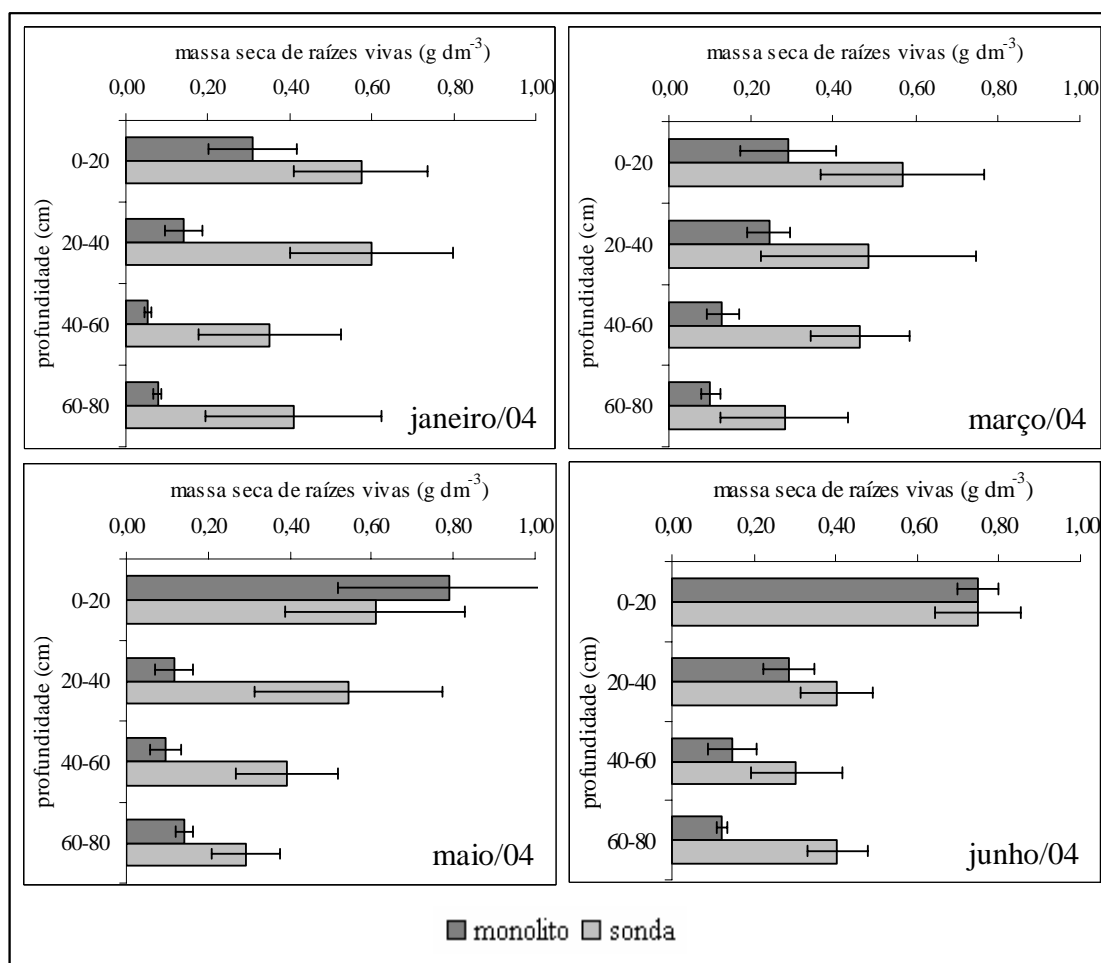 massa seca de raízes vivas (g dm-3)
0,00 0,20 0,40 0,60 0,80 1,00
profundidade (cm)
0-20
20-40
40-60
60-80
janeiro/04
massa seca de raízes vivas (g dm-3)
0,00 0,20 0,40 0,60 0,80 1,00
profundidade (cm)
0-20
20-40
40-60
60-80
março/04
massa seca de raízes vivas (g dm-3)
0,00 0,20 0,40 0,60 0,80 1,00
profundidade (cm)
0-20
20-40
40-60
60-80
maio/04
massa seca de raízes vivas (g dm-3)
0,00 0,20 0,40 0,60 0,80 1,00
profundidade (cm)
0-20
20-40
40-60
60-80
junho/04
monolito sonda